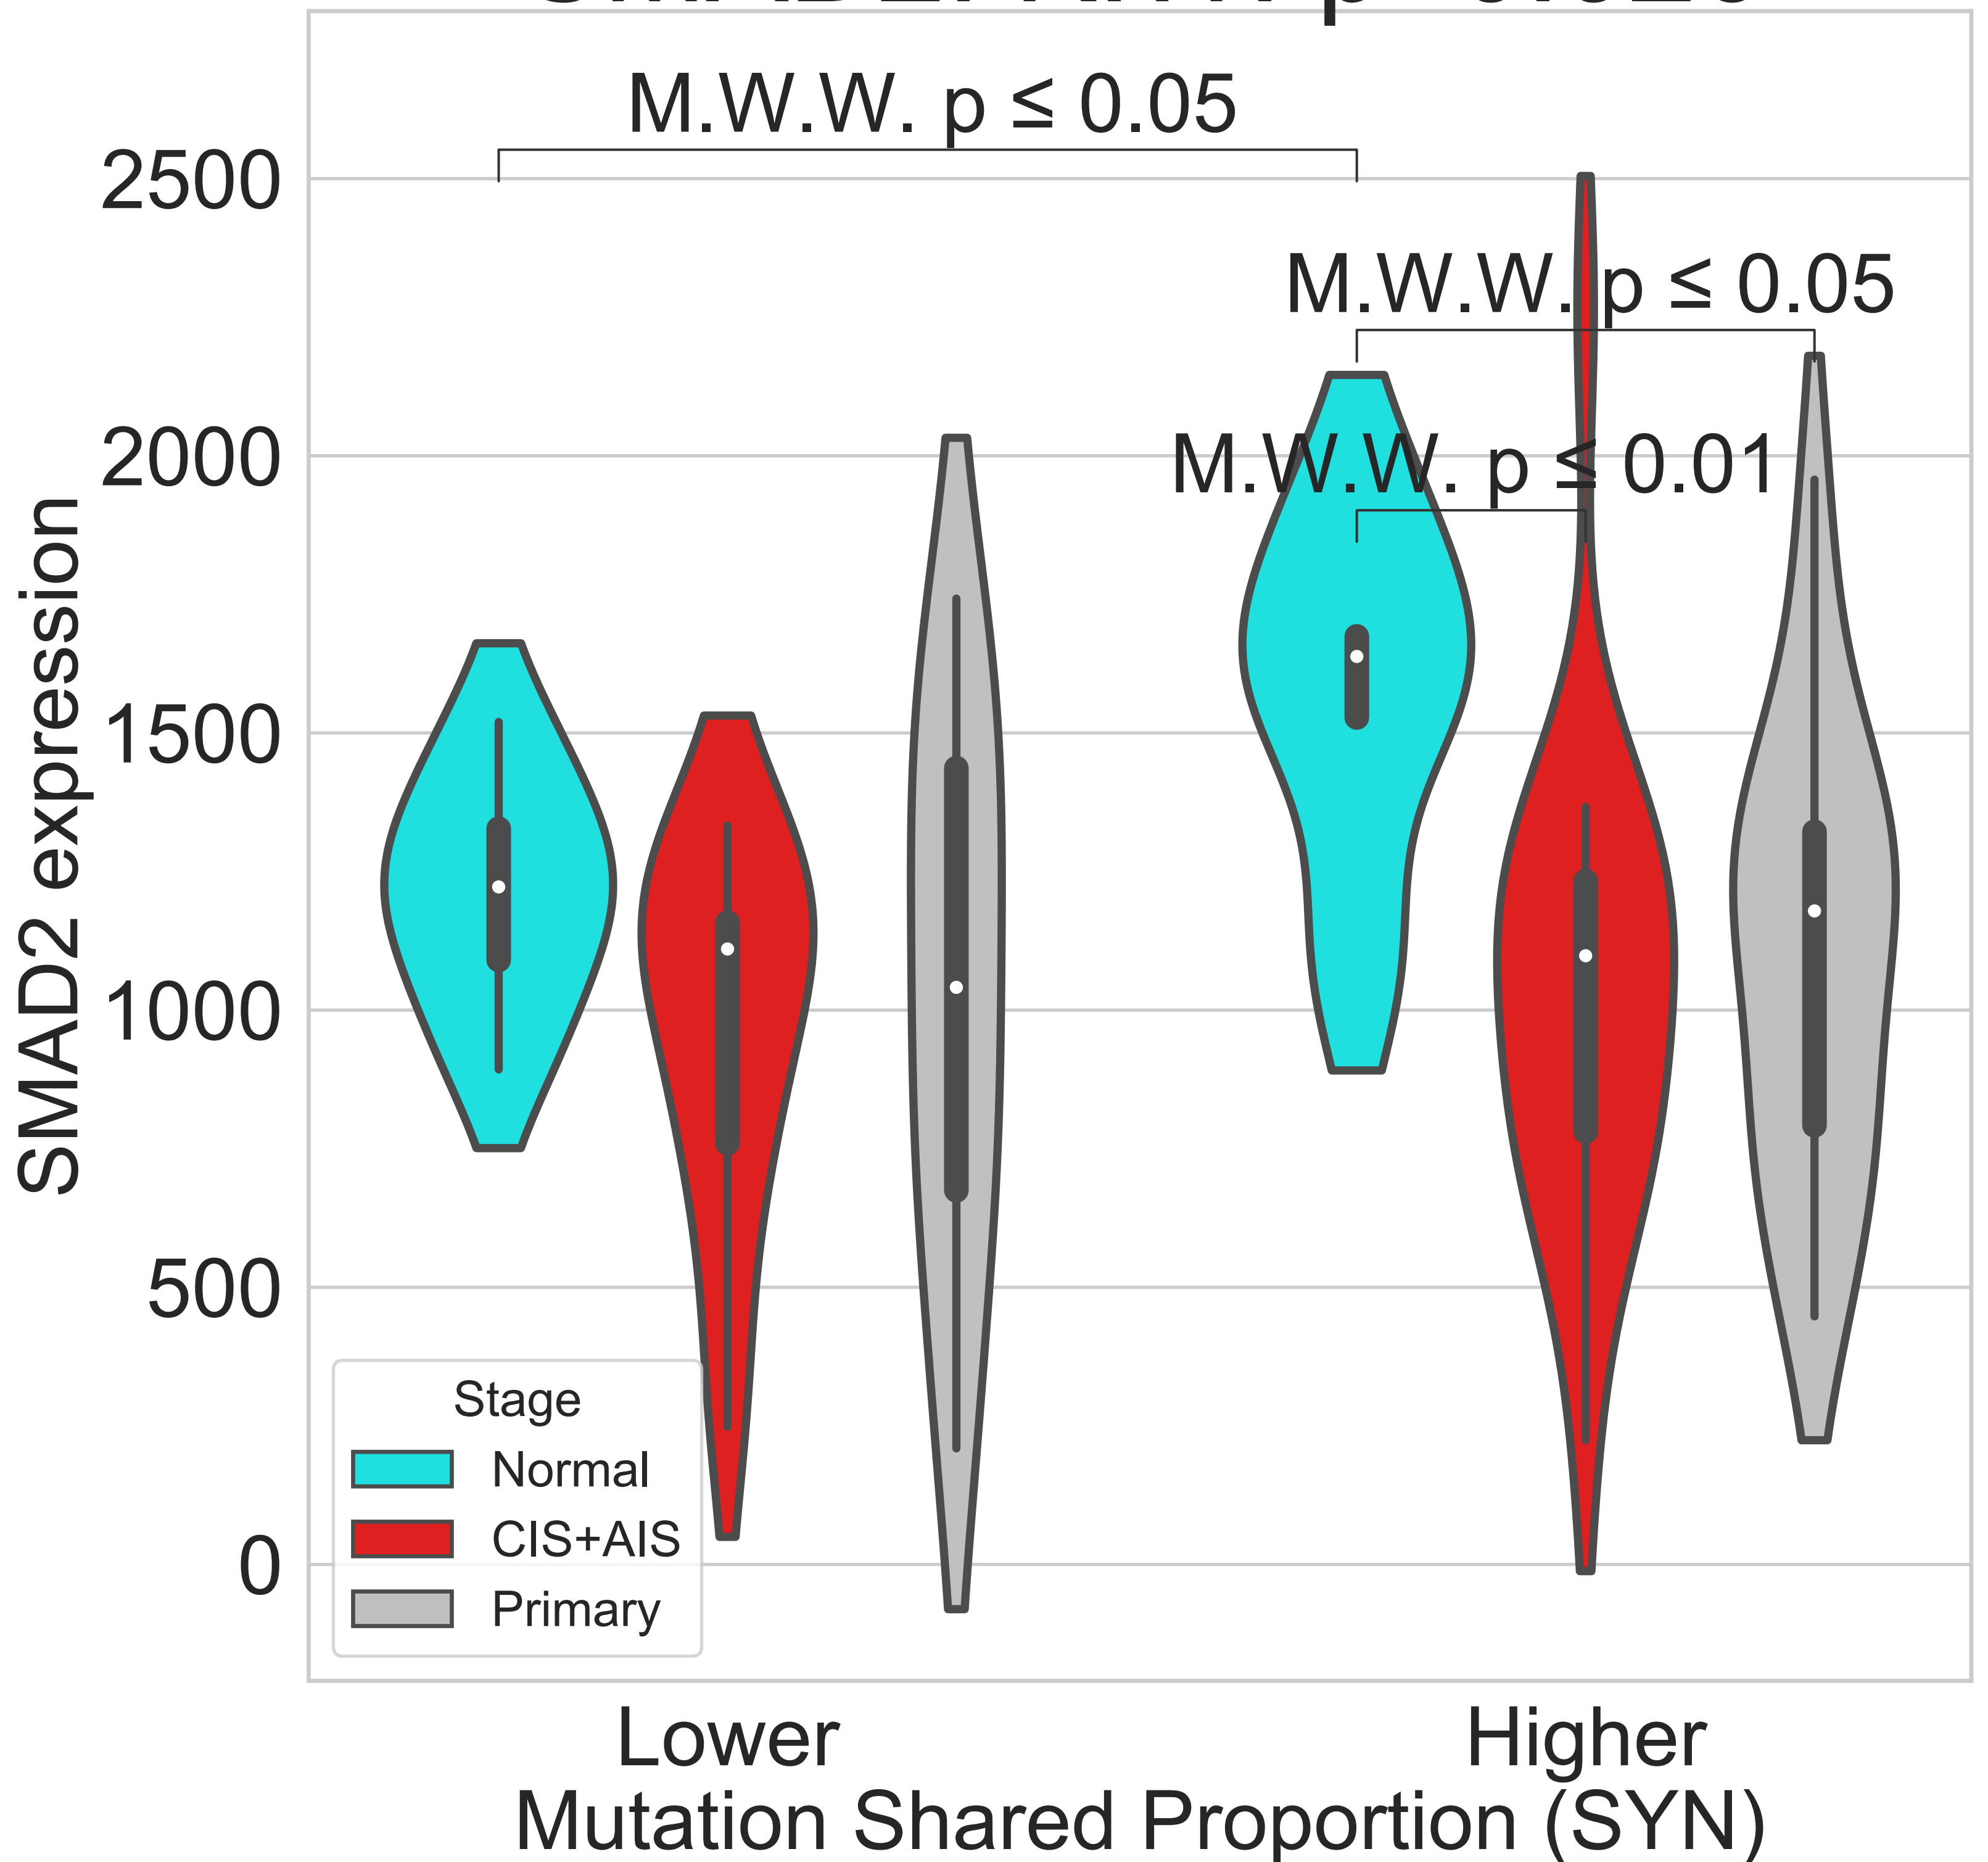 M.W.W. p ≤ 0.05
2500
M.W.W. p ≤ 0.05
2000
M.W.W. p ≤ 0.01
1500
1000
500
0
SMAD2 expression
Stage
Normal
CIS+AIS
Primary
Lower
Higher
Mutation Shared Proportion (SYN)